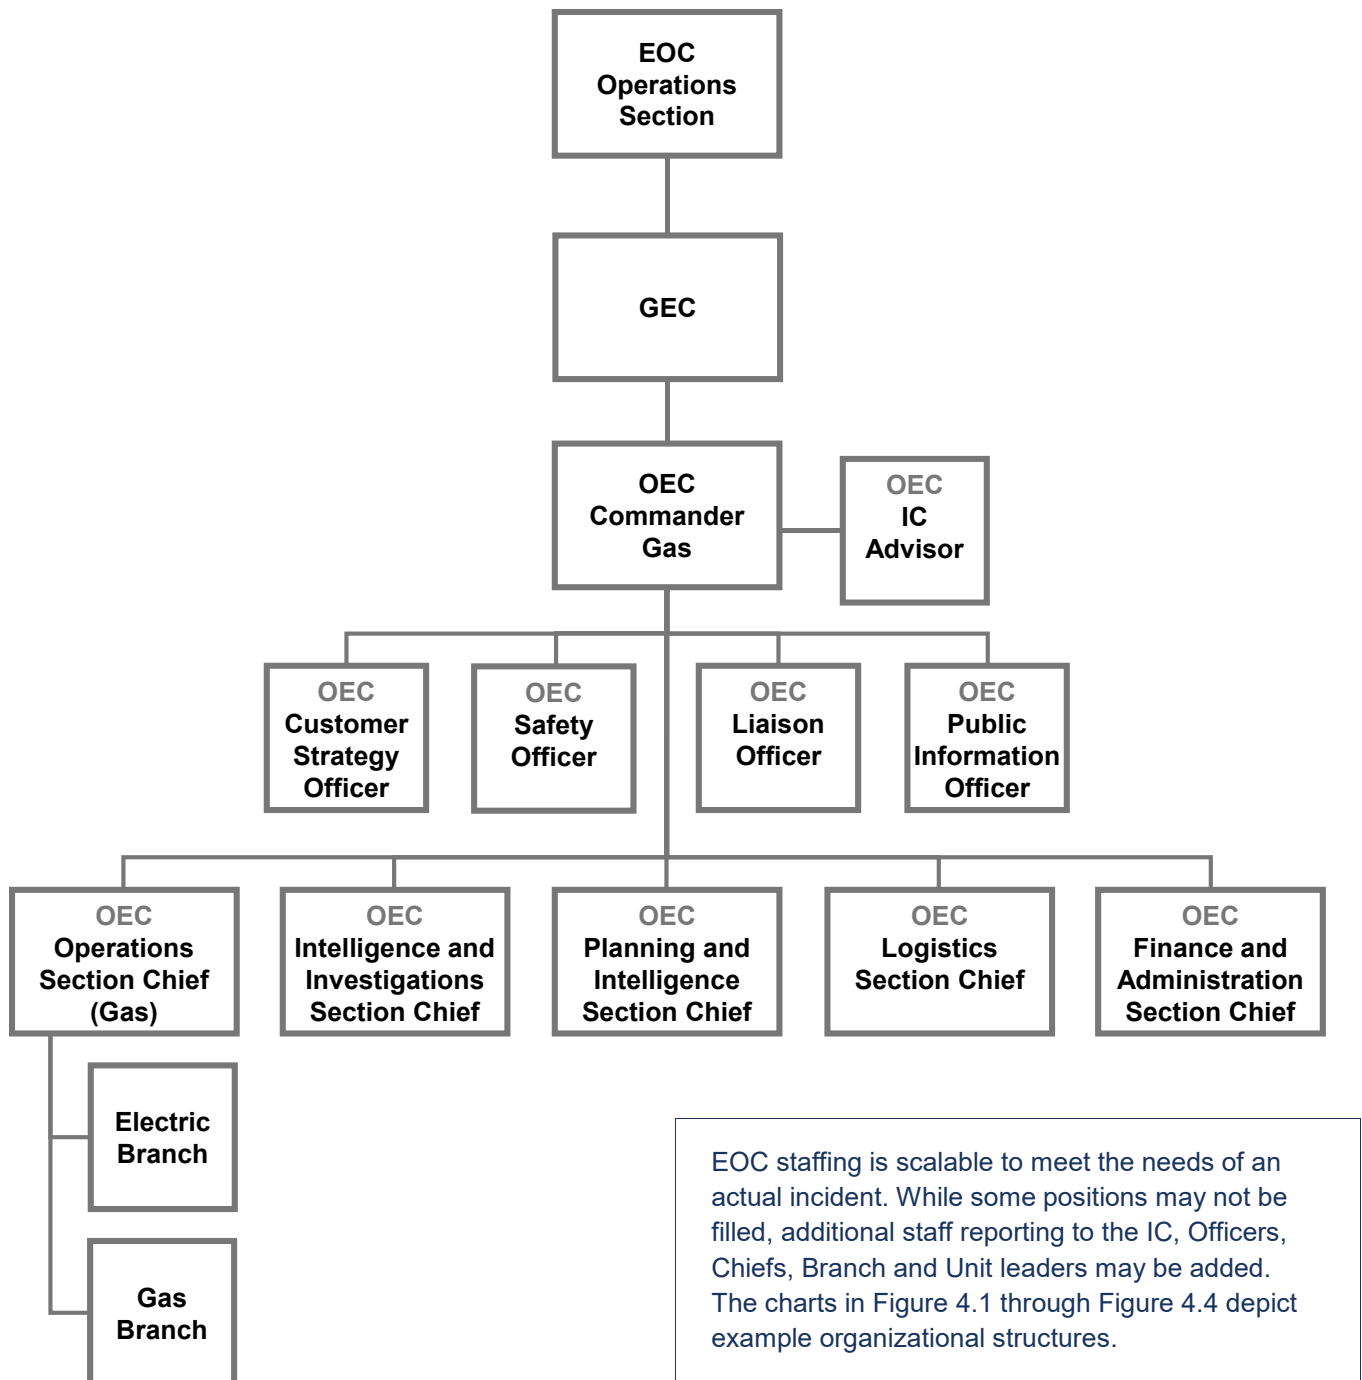 EOC
Operations
Section
GEC
OEC
Commander
Gas
OEC
IC
Advisor
OEC
Customer
Strategy
Officer
OEC
Safety
Officer
OEC
Liaison
Officer
OEC
Public
Information
Officer
OEC
Operations
Section Chief
(Gas)
OEC
Intelligence and
Investigations
Section Chief
OEC
Planning and
Intelligence
Section Chief
OEC
Logistics
Section Chief
OEC
Finance and
Administration
Section Chief
Electric
Branch
Gas
Branch
EOC staffing is scalable to meet the needs of an
actual incident. While some positions may not be
filled, additional staff reporting to the IC, Officers,
Chiefs, Branch and Unit leaders may be added.
The charts in Figure 4.1 through Figure 4.4 depict
example organizational structures.